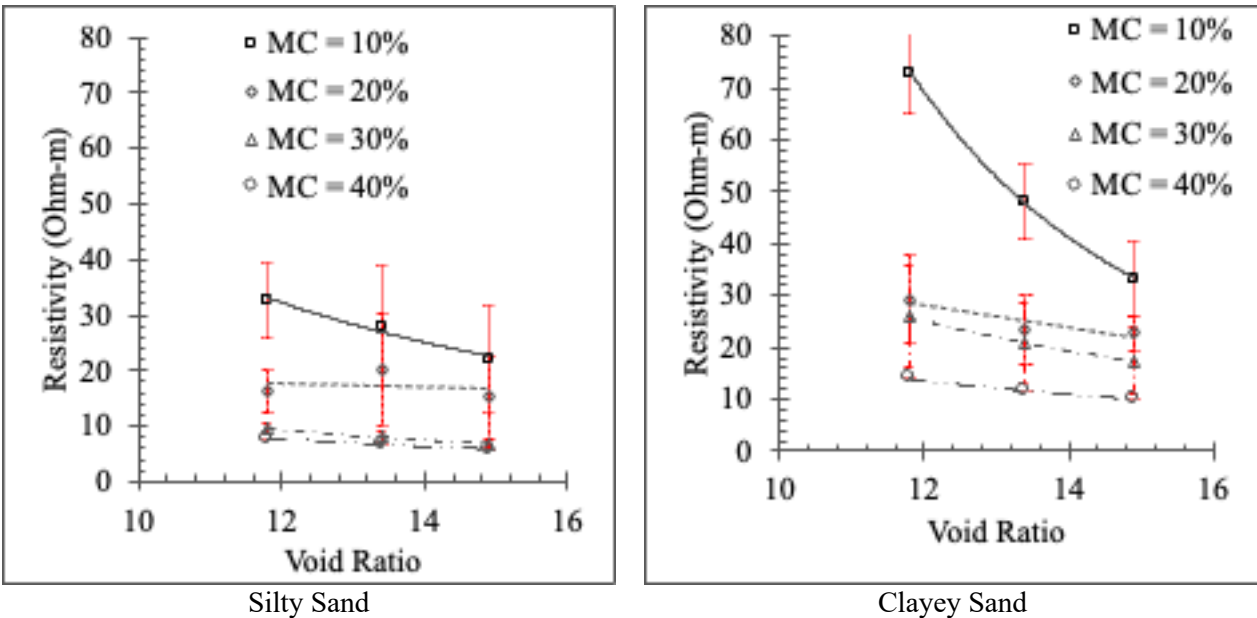 80
70
60
50
40
30
20
10
0
Resistivity (Ohm-m)
MC = 10%
MC = 20%
MC = 30%
MC = 40%
10 12 14 16
Void Ratio
Silty Sand
80
70
60
50
40
30
20
10
0
Resistivity (Ohm-m)
MC = 10%
MC = 20%
MC = 30%
MC = 40%
10 12 14 16
Void Ratio
Clayey Sand